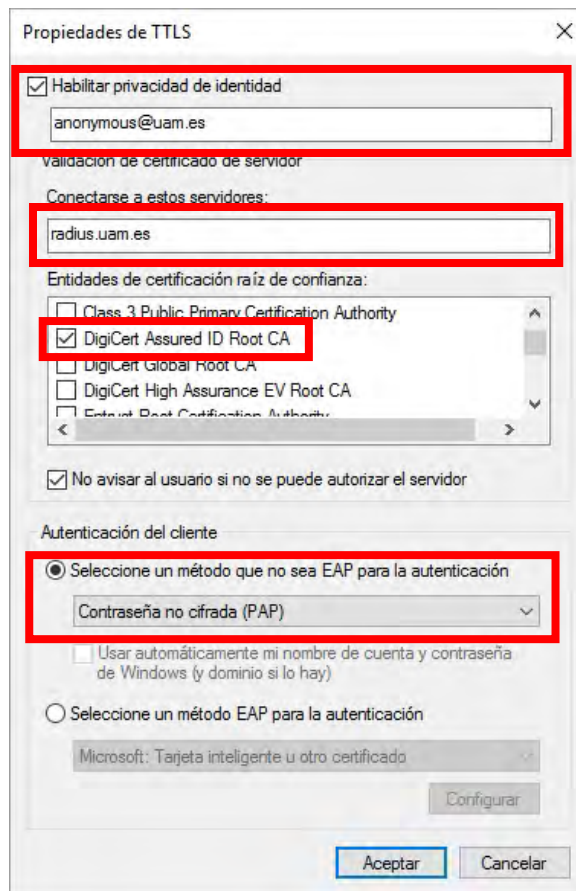 Propiedades de TTLS
Habilitar privacidad de identidad
anonymous@uam.es
Validación de certificado de servidor
Conectarse a estos servidores:
radius.uam.es
Entidades de certificación raíz de confianza:
Class 3 Public Primary Certification Authority
DigiCert Assured ID Root CA
DigiCert Global Root CA
DigiCert High Assurance EV Root CA
Entrust Root Certification Authority
No avisar al usuario si no se puede autorizar el servidor
Autenticación del cliente
Seleccione un método que no sea EAP para la autenticación
Contraseña no cifrada (PAP)
Usar automáticamente mi nombre de cuenta y contraseña
de Windows (y dominio si lo hay)
Seleccione un método EAP para la autenticación
Microsoft: Tarjeta inteligente u otro certificado
Configurar
Aceptar Cancelar